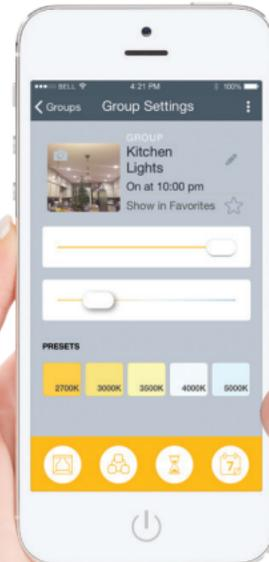 BELL 4:21 PM 100%
Groups Group Settings
GROUP
Kitchen
Lights
On at 10:00 pm
Show in Favorites
PRESETS
2700K 3000K 3500K 4000K 5000K
7